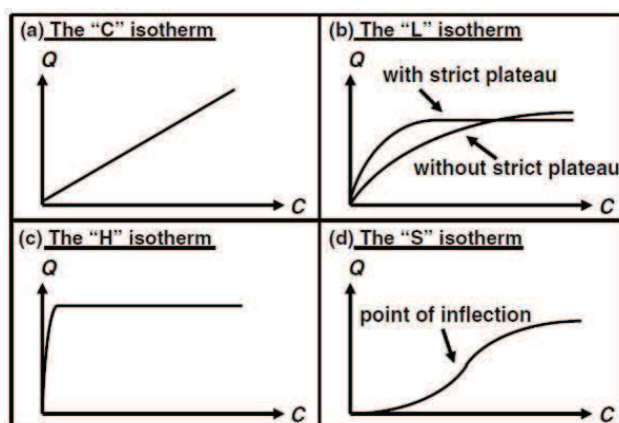 (a) The “C” isotherm
Q
C
(b) The “L” isotherm
Q
with strict plateau
without strict plateau
C
(c) The “H” isotherm
Q
C
(d) The “S” isotherm
Q
point of inflection
C